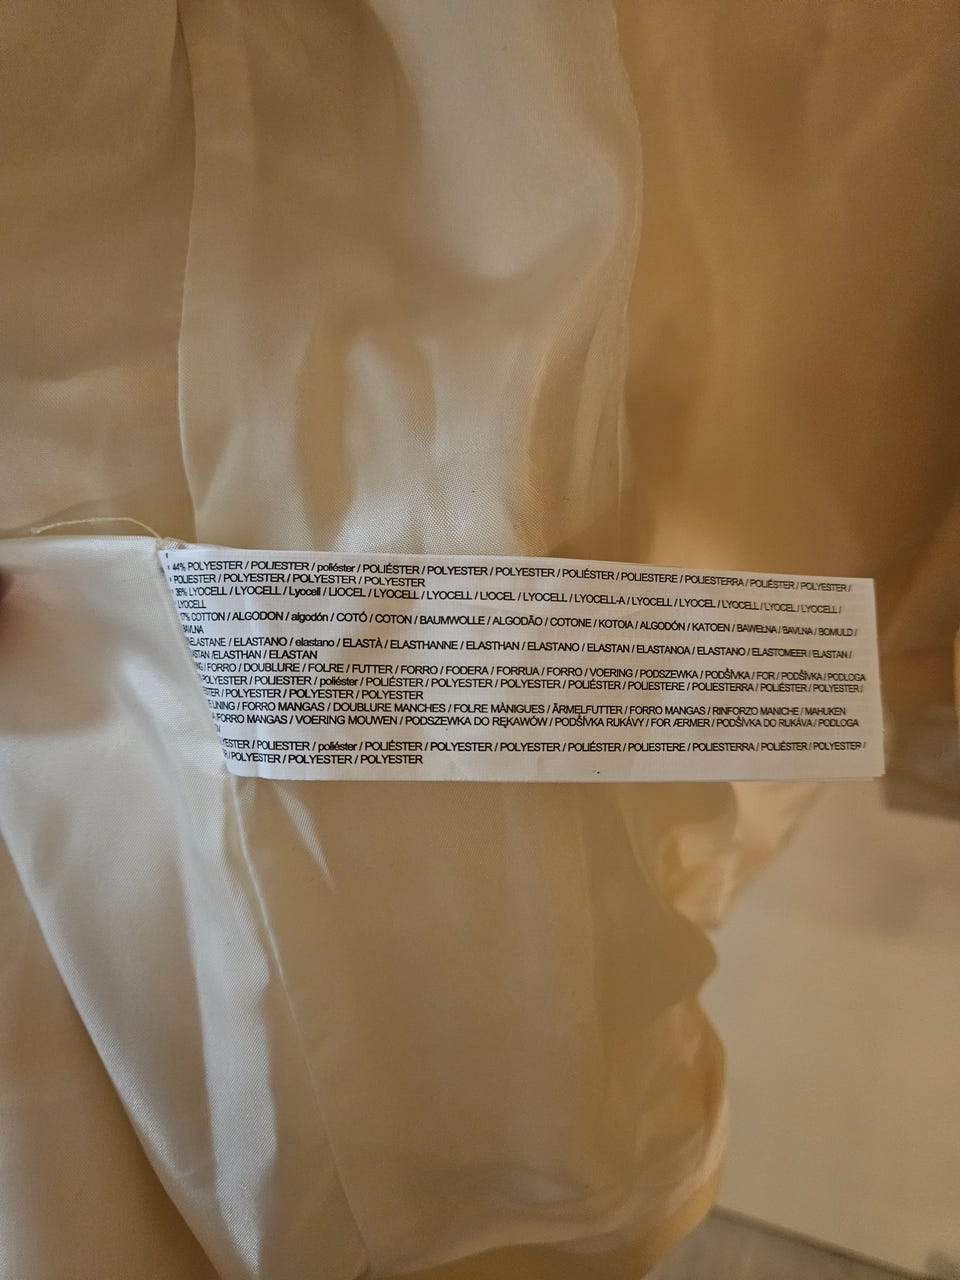 44% POLYESTER / POLIESTER / poliéster / POLIÉSTER / POLYESTER / POLYESTER / POLIÉSTER / POLIESTERE / POLIESTERRA / POLIÉSTER / POLYESTER /
POLIESTER / POLYESTER / POLYESTER / POLYESTER
36% LYOCELL / LYOCELL / Lyocell / LIOCEL / LYOCELL / LYOCELL / LIOCEL / LYOCELL / LYOCELL-A / LYOCELL / LYOCEL / LYOCELL / LYOCEL / LYOCELL /
LYOCELL
17% COTTON / ALGODON / algodón / COTÓ / COTON / BAUMWOLLE / ALGODÃO / COTONE / KOTOIA / ALGODÓN / KATOEN / BAWEŁNA / BAVLNA / BOMULD /
BAVLNA
ELASTANE / ELASTANO / elastano / ELASTÀ / ELASTHANNE / ELASTHAN / ELASTANO / ELASTAN / ELASTANOA / ELASTANO / ELASTOMEER / ELASTAN /
ELASTHAN / ELASTAN
/ FORRO / DOUBLURE / FOLRE / FUTTER / FORRO / FODERA / FORRUA / FORRO / VOERING / PODSZEWKA / PODŠÍVKA / FOR / PODŠÍVKA / PODLOGA
POLYESTER / POLIESTER / poliéster / POLIÉSTER / POLYESTER / POLYESTER / POLIÉSTER / POLIESTERE / POLIESTERRA / POLIÉSTER / POLYESTER /
/ POLYESTER / POLYESTER / POLYESTER
LINING / FORRO MANGAS / DOUBLURE MANCHES / FOLRE MÀNIGUES / ÄRMELFUTTER / FORRO MANGAS / RINFORZO MANICHE / MAHUKEN
/ FORRO MANGAS / VOERING MOUWEN / PODSZEWKA DO RĘKAWÓW / PODŠÍVKA RUKÁVY / FOR ÆRMER / PODŠÍVKA DO RUKÁVA / PODLOGA
/ POLIESTER / poliéster / POLIÉSTER / POLYESTER / POLYESTER / POLIÉSTER / POLIESTERE / POLIESTERRA / POLIÉSTER / POLYESTER /
/ POLYESTER / POLYESTER / POLYESTER